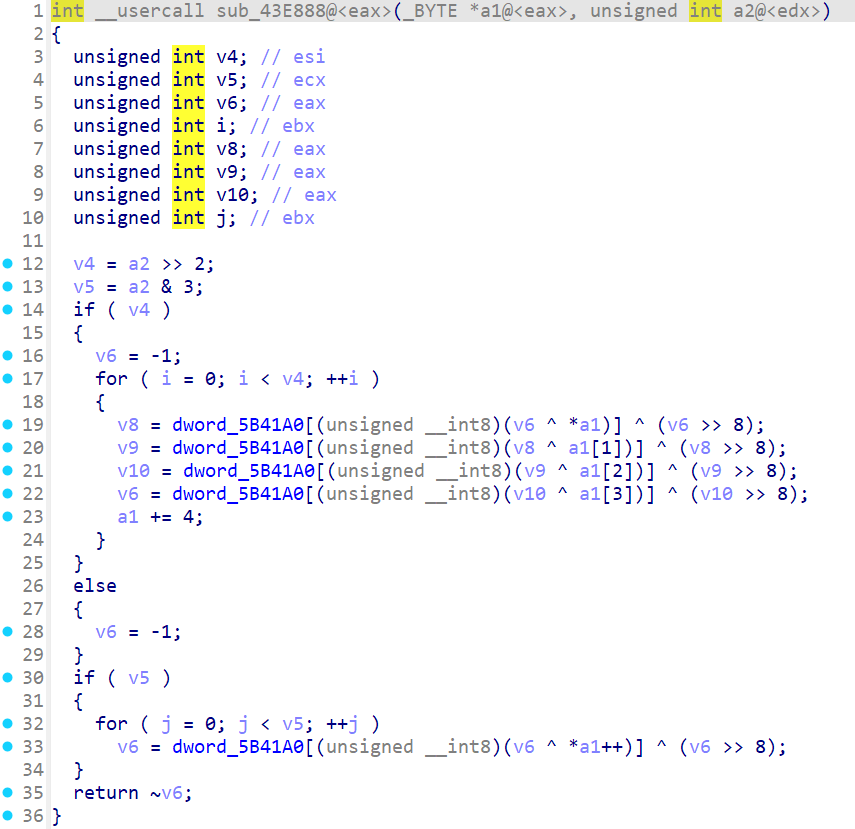 1 int __usercall sub_43E888@<eax>(_BYTE *a1@<eax>, unsigned int a2@<edx>)
2 {
3   unsigned int v4; // esi
4   unsigned int v5; // ecx
5   unsigned int v6; // eax
6   unsigned int i; // ebx
7   unsigned int v8; // eax
8   unsigned int v9; // eax
9   unsigned int v10; // eax
10   unsigned int j; // ebx
11
12   v4 = a2 >> 2;
13   v5 = a2 & 3;
14   if ( v4 )
15   {
16     v6 = -1;
17     for ( i = 0; i < v4; ++i )
18     {
19       v8 = dword_5B41A0[(unsigned __int8)(v6 ^ *a1)] ^ (v6 >> 8);
20       v9 = dword_5B41A0[(unsigned __int8)(v8 ^ a1[1])] ^ (v8 >> 8);
21       v10 = dword_5B41A0[(unsigned __int8)(v9 ^ a1[2])] ^ (v9 >> 8);
22       v6 = dword_5B41A0[(unsigned __int8)(v10 ^ a1[3])] ^ (v10 >> 8);
23       a1 += 4;
24     }
25   }
26   else
27   {
28     v6 = -1;
29   }
30   if ( v5 )
31   {
32     for ( j = 0; j < v5; ++j )
33       v6 = dword_5B41A0[(unsigned __int8)(v6 ^ *a1++)] ^ (v6 >> 8);
34   }
35   return ~v6;
36 }